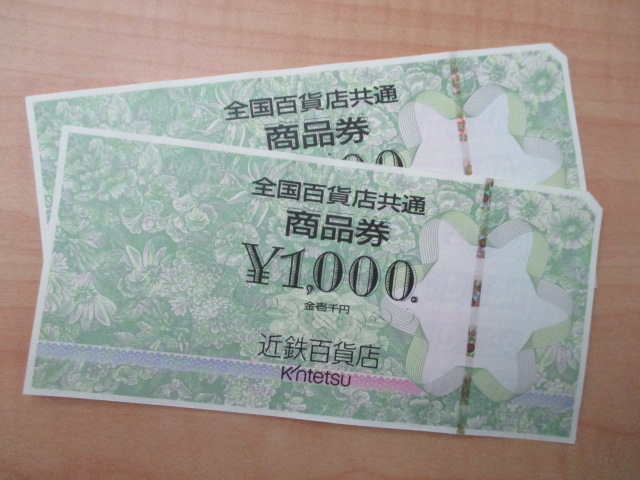 全国百貨店共通
商品券
全国百貨店共通
商品券
¥1,000.
金壱千円
近鉄百貨店
Kintetsu